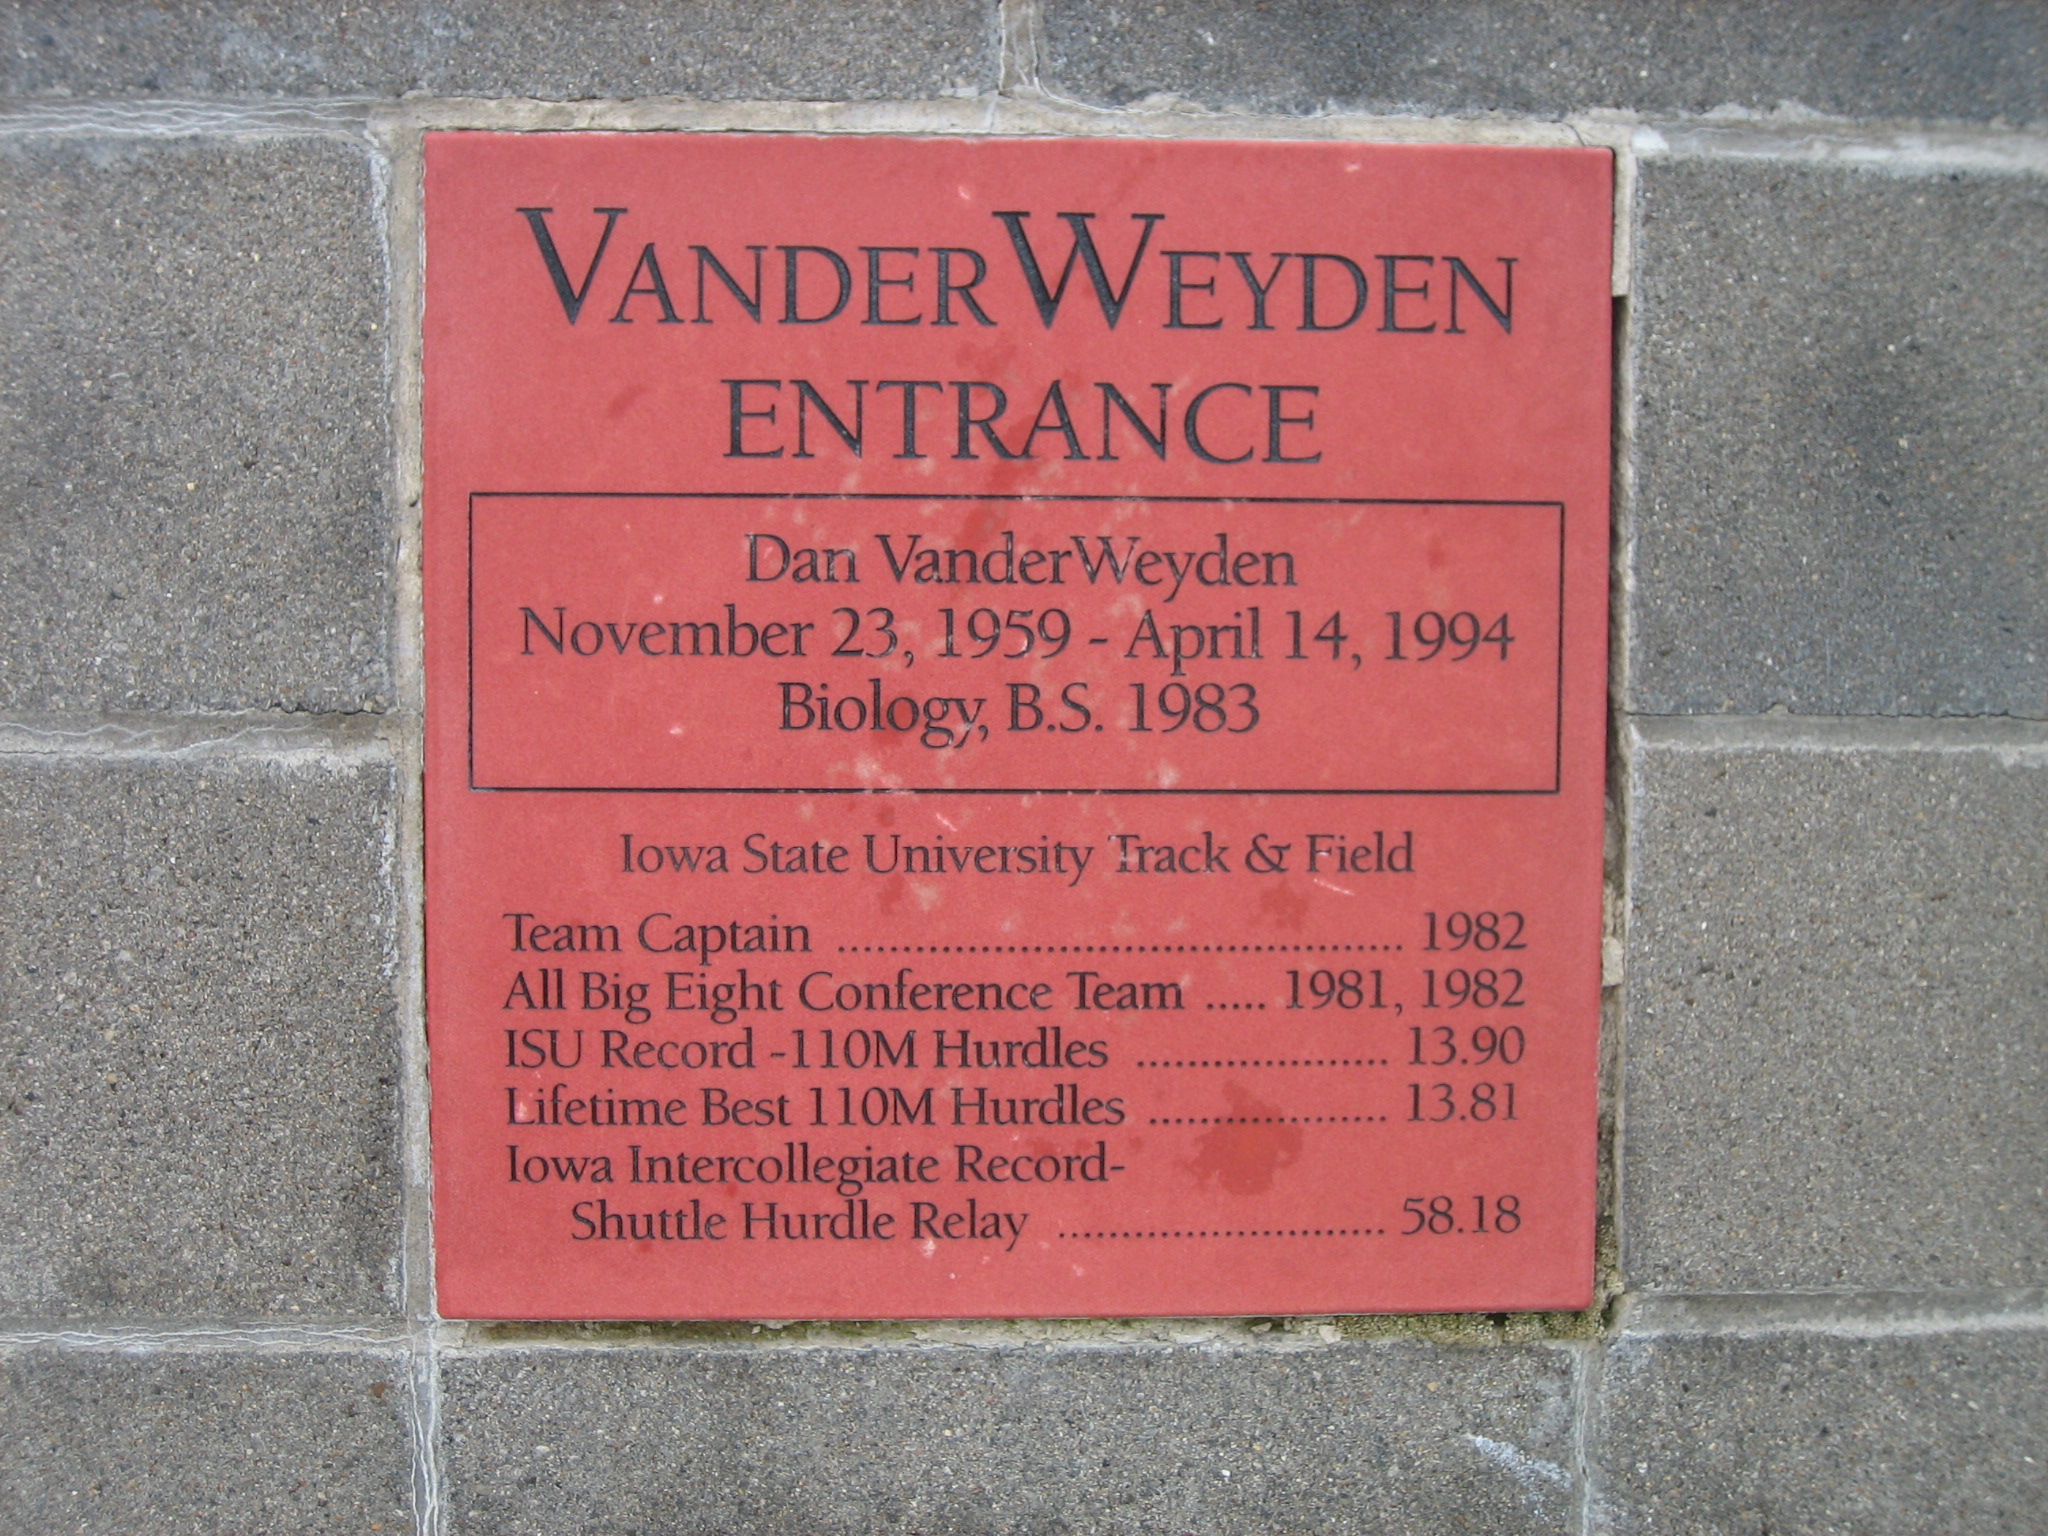 VANDERWEYDEN
ENTRANCE
Dan VanderWeyden
November 23, 1959 - April 14, 1994
Biology, B.S. 1983
Iowa State University Track & Field
Team Captain ............................................ 1982
All Big Eight Conference Team ..... 1981, 1982
ISU Record -110M Hurdles .................... 13.90
Lifetime Best 110M Hurdles ................... 13.81
Iowa Intercollegiate Record-
Shuttle Hurdle Relay .......................... 58.18